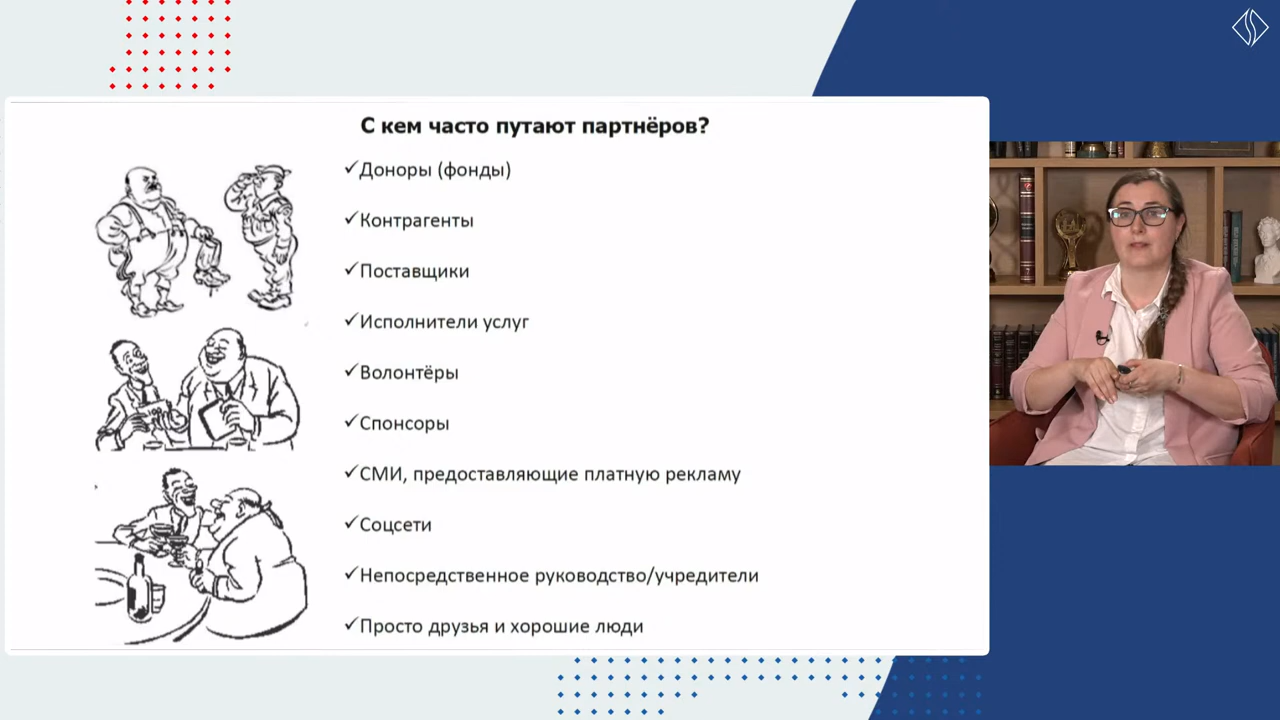 С кем часто путают партнёров?
✓Доноры (фонды)
✓Контрагенты
✓Поставщики
✓Исполнители услуг
✓Волонтёры
✓Спонсоры
✓СМИ, предоставляющие платную рекламу
✓Соцсети
✓Непосредственное руководство/учредители
✓Просто друзья и хорошие люди